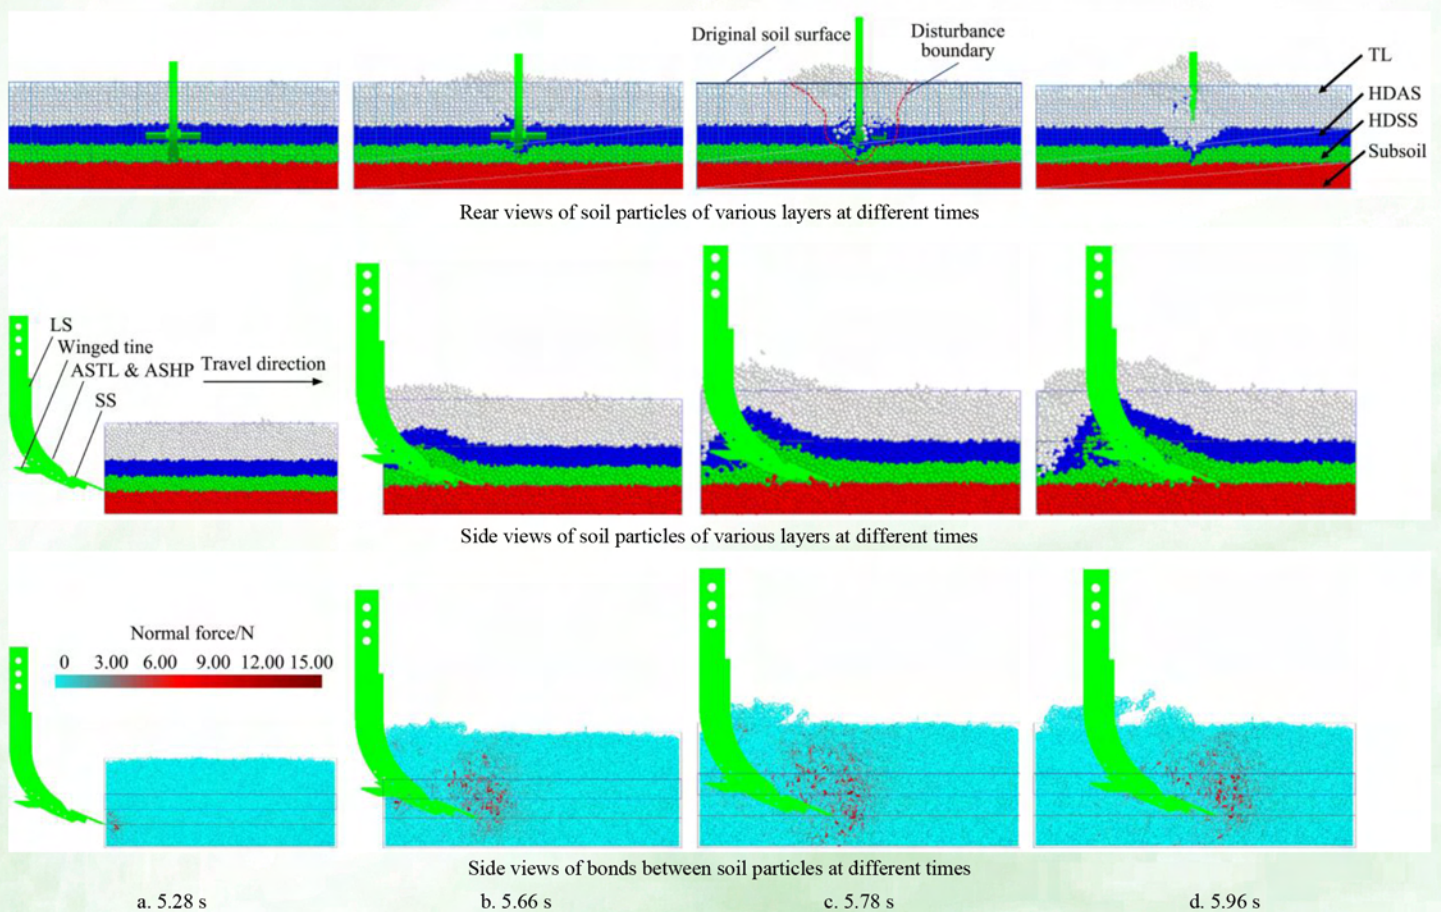 Driginal soil surface
Disturbance
boundary
TL
HDAS
HDSS
Subsoil
Rear views of soil particles of various layers at different times
LS
Winged tine
ASTL & ASHP
Travel direction
SS
Side views of soil particles of various layers at different times
Normal force/N
0 3.00 6.00 9.00 12.00 15.00
Side views of bonds between soil particles at different times
a. 5.28 s
b. 5.66 s
c. 5.78 s
d. 5.96 s